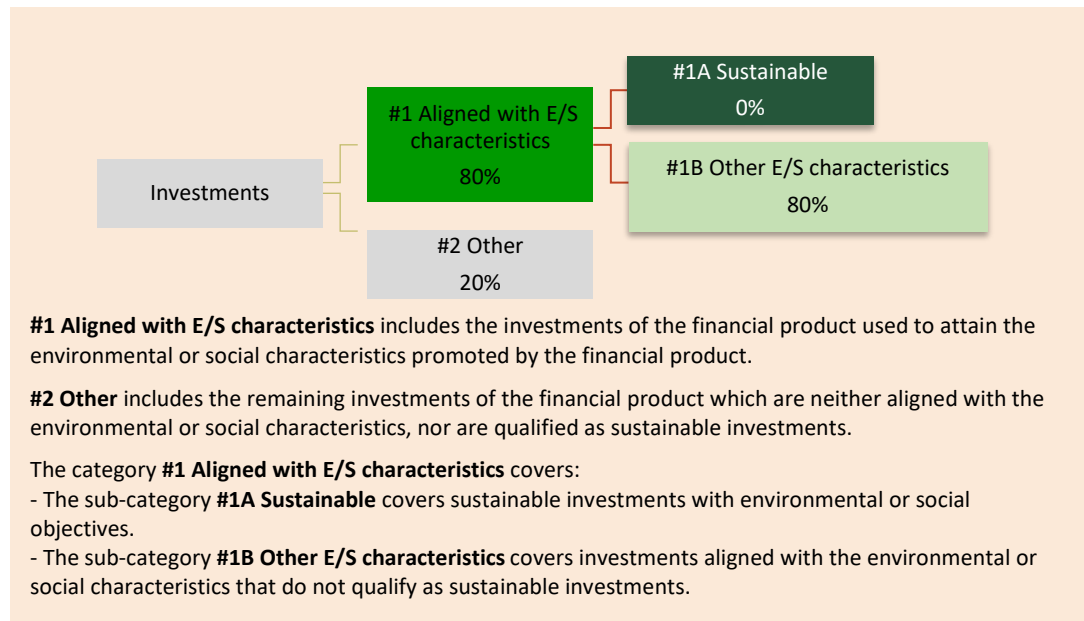 #1A Sustainable
0%
#1 Aligned with E/S
characteristics
80%
#1B Other E/S characteristics
80%
Investments
#2 Other
20%
#1 Aligned with E/S characteristics includes the investments of the financial product used to attain the
environmental or social characteristics promoted by the financial product.
#2 Other includes the remaining investments of the financial product which are neither aligned with the
environmental or social characteristics, nor are qualified as sustainable investments.
The category #1 Aligned with E/S characteristics covers:
- The sub-category #1A Sustainable covers sustainable investments with environmental or social
objectives.
- The sub-category #1B Other E/S characteristics covers investments aligned with the environmental or
social characteristics that do not qualify as sustainable investments.